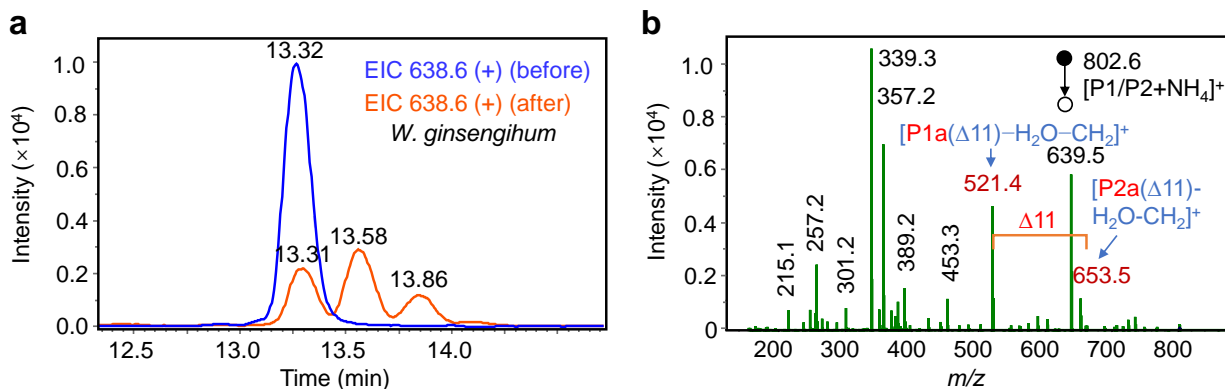 a
Intensity (×10⁴)
1.0
0.8
0.6
0.4
0.2
0.0
13.32
EIC 638.6 (+) (before)
EIC 638.6 (+) (after)
W. ginsengihum
13.58
13.31
13.86
12.5
13.0
13.5
14.0
Time (min)
b
Intensity (×10⁴)
1.0
0.8
0.6
0.4
0.2
0
339.3
802.6
357.2
[P1/P2+NH₄]⁺
[P1a(Δ11)−H₂O−CH₂]⁺
639.5
521.4
[P2a(Δ11)-
H₂O-CH₂]⁺
Δ11
653.5
215.1
257.2
301.2
389.2
453.3
200
300
400
500
600
700
800
m/z